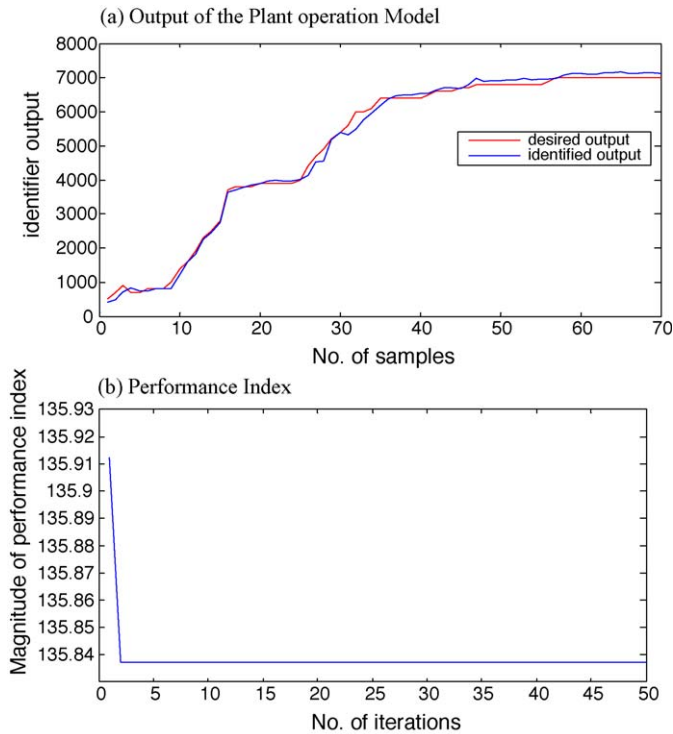 (a) Output of the Plant operation Model
8000
7000
6000
5000
4000
3000
2000
1000
0
identifier output
desired output
identified output
0 10 20 30 40 50 60 70
No. of samples
(b) Performance Index
135.93
135.92
135.91
135.9
135.89
135.88
135.87
135.86
135.85
135.84
Magnitude of performance index
0 5 10 15 20 25 30 35 40 45 50
No. of iterations